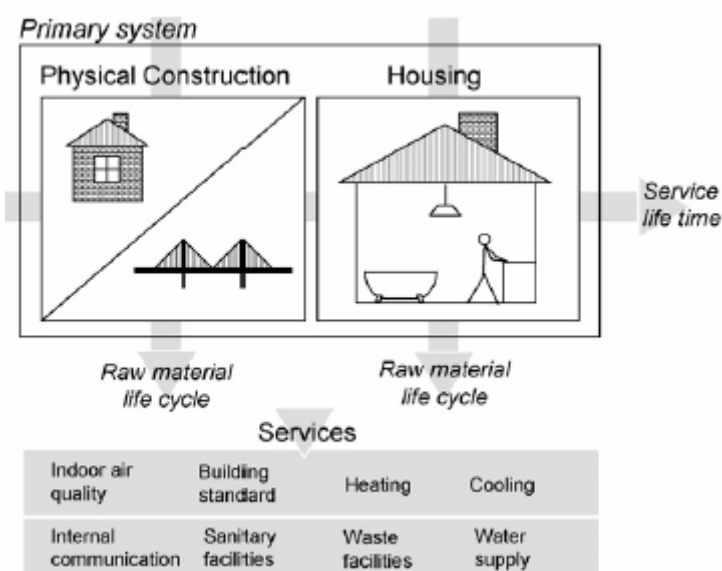 Primary system
Physical Construction
Housing
Service
life time
Raw material
life cycle
Raw material
life cycle
Services
Indoor air
quality
Building
standard
Heating
Cooling
Internal
communication
Sanitary
facilities
Waste
facilities
Water
supply